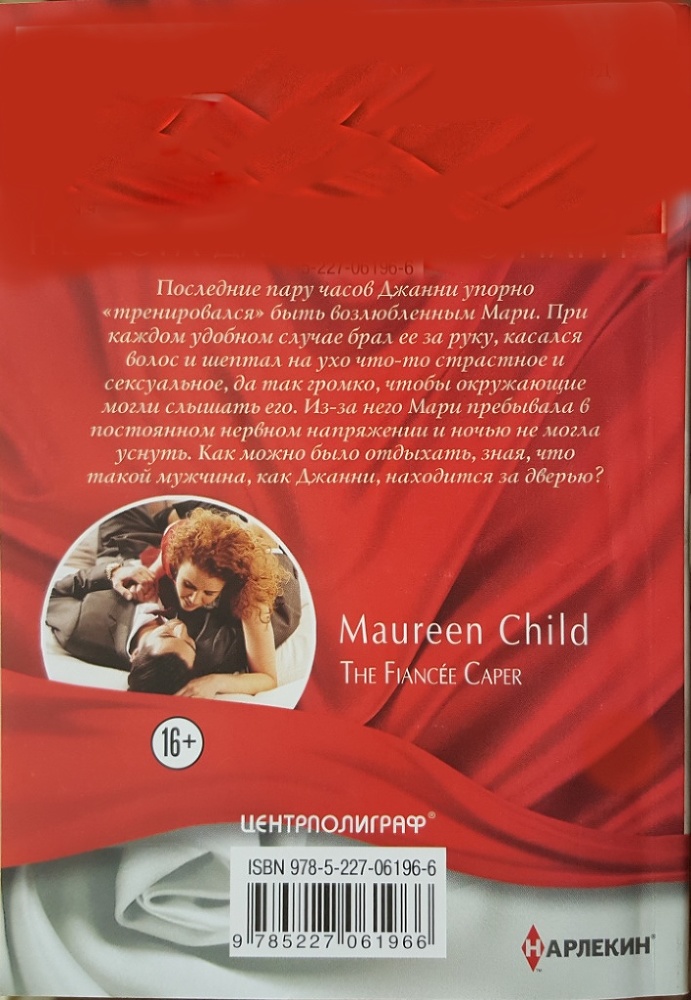 5-227-06196-6
Последние пару часов Джанни упорно
«тренировался» быть возлюбленным Мари. При
каждом удобном случае брал ее за руку, касался
волос и шептал на ухо что-то страстное и
сексуальное, да так громко, чтобы окружающие
могли слышать его. Из-за него Мари пребывала в
постоянном нервном напряжении и ночью не могла
уснуть. Как можно было отдыхать, зная, что
такой мужчина, как Джанни, находится за дверью?
Maureen Child
THE FIANCÉE CAPER
16+
ЦЕНТРПОЛИГРАФ®
ISBN 978-5-227-06196-6
9 785227 061966
АРЛЕКИН®